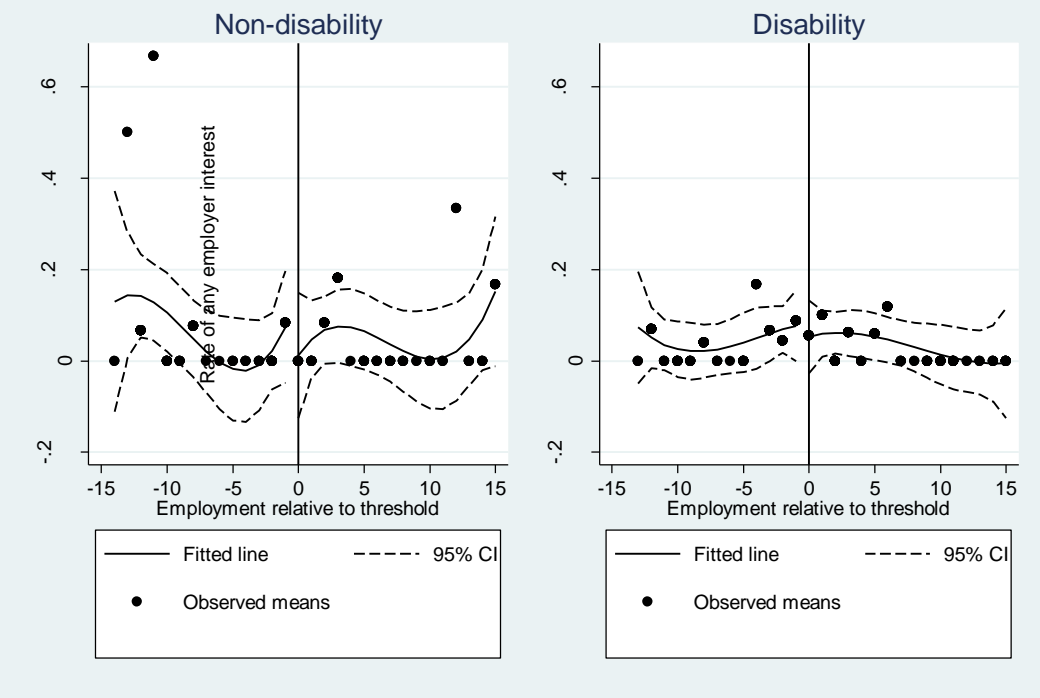 Non-disability
Rate of any employer interest
.6
.4
.2
0
-.2
-15 -10 -5 0 5 10 15
Employment relative to threshold
Fitted line 95% CI
Observed means
Disability
.6
.4
.2
0
-.2
-15 -10 -5 0 5 10 15
Employment relative to threshold
Fitted line 95% CI
Observed means